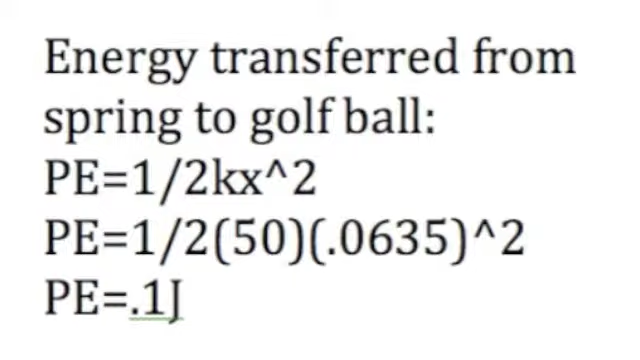 Energy transferred from
spring to golf ball:
PE=1/2kx^2
PE=1/2(50)(.0635)^2
PE=.1J